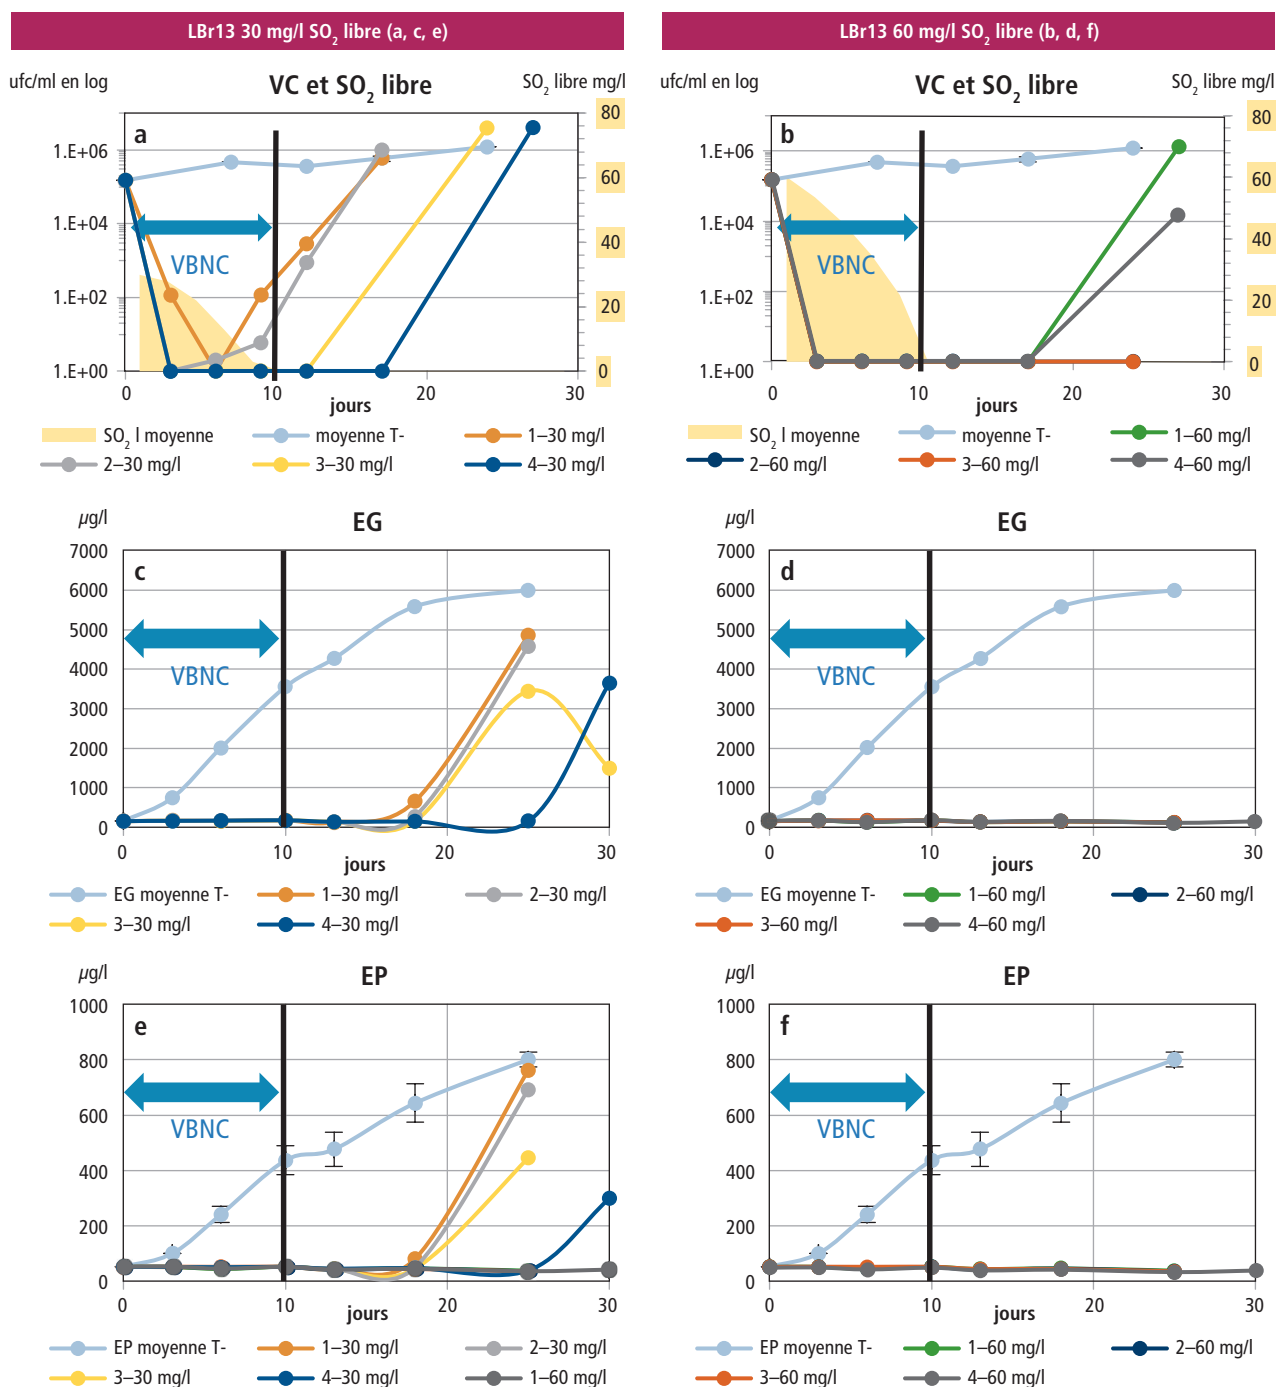 LBr13 30 mg/l SO₂ libre (a, c, e)
ufc/ml en log
VC et SO₂ libre
SO₂ libre mg/l
a
1.E+06
1.E+04
1.E+02
1.E+00
80
60
40
20
0
VBNC
0 10 20 30
jours
SO₂ l moyenne
moyenne T-
1–30 mg/l
2–30 mg/l
3–30 mg/l
4–30 mg/l
LBr13 60 mg/l SO₂ libre (b, d, f)
ufc/ml en log
VC et SO₂ libre
SO₂ libre mg/l
b
1.E+06
1.E+04
1.E+02
1.E+00
80
60
40
20
0
VBNC
0 10 20 30
jours
SO₂ l moyenne
moyenne T-
1–60 mg/l
2–60 mg/l
3–60 mg/l
4–60 mg/l
µg/l
EG
c
7000
6000
5000
4000
3000
2000
1000
0
VBNC
0 10 20 30
jours
EG moyenne T-
1–30 mg/l
2–30 mg/l
3–30 mg/l
4–30 mg/l
µg/l
EG
d
7000
6000
5000
4000
3000
2000
1000
0
VBNC
0 10 20 30
jours
EG moyenne T-
1–60 mg/l
2–60 mg/l
3–60 mg/l
4–60 mg/l
µg/l
EP
e
1000
800
600
400
200
0
VBNC
0 10 20 30
jours
EP moyenne T-
1–30 mg/l
2–30 mg/l
3–30 mg/l
4–30 mg/l
1–60 mg/l
µg/l
EP
f
1000
800
600
400
200
0
VBNC
0 10 20 30
jours
EP moyenne T-
1–60 mg/l
2–60 mg/l
3–60 mg/l
4–60 mg/l